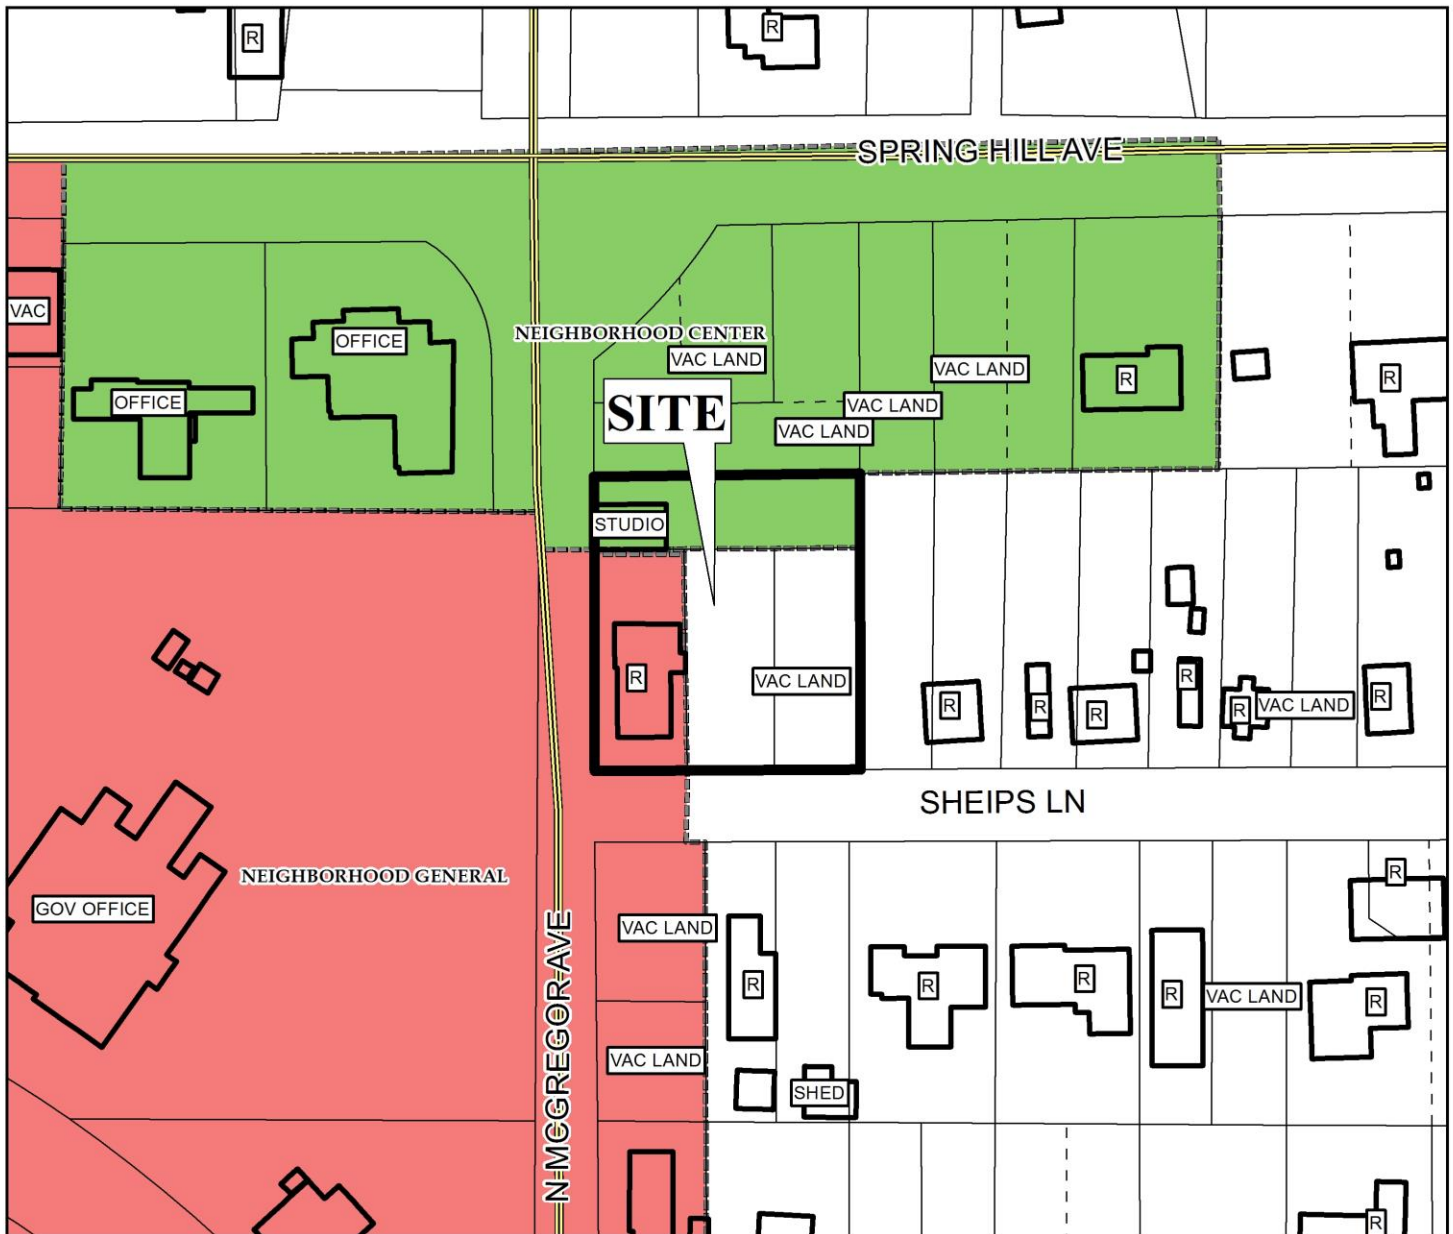 R
R
SPRING HILL AVE
VAC
OFFICE
NEIGHBORHOOD CENTER
VAC LAND
VAC LAND
R
R
OFFICE
VAC LAND
SITE
VAC LAND
STUDIO
R
VAC LAND
R
R
R
R
R
VAC LAND
R
SHEIPS LN
NEIGHBORHOOD GENERAL
R
GOV OFFICE
VAC LAND
R
R
R
R
VAC LAND
R
N MCGREGOR AVE
VAC LAND
SHED
R